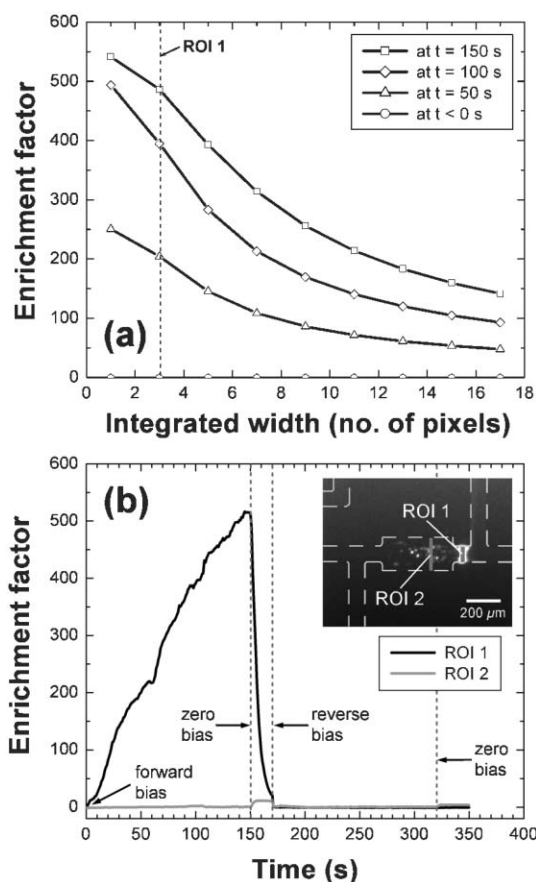 600
500
400
300
200
100
0
Enrichment factor
ROI 1
at t = 150 s
at t = 100 s
at t = 50 s
at t < 0 s
(a)
0 2 4 6 8 10 12 14 16 18
Integrated width (no. of pixels)
600
500
400
300
200
100
0
Enrichment factor
(b)
ROI 1
ROI 2
200 µm
ROI 1
ROI 2
zero bias
reverse bias
zero bias
forward bias
0 50 100 150 200 250 300 350 400
Time (s)